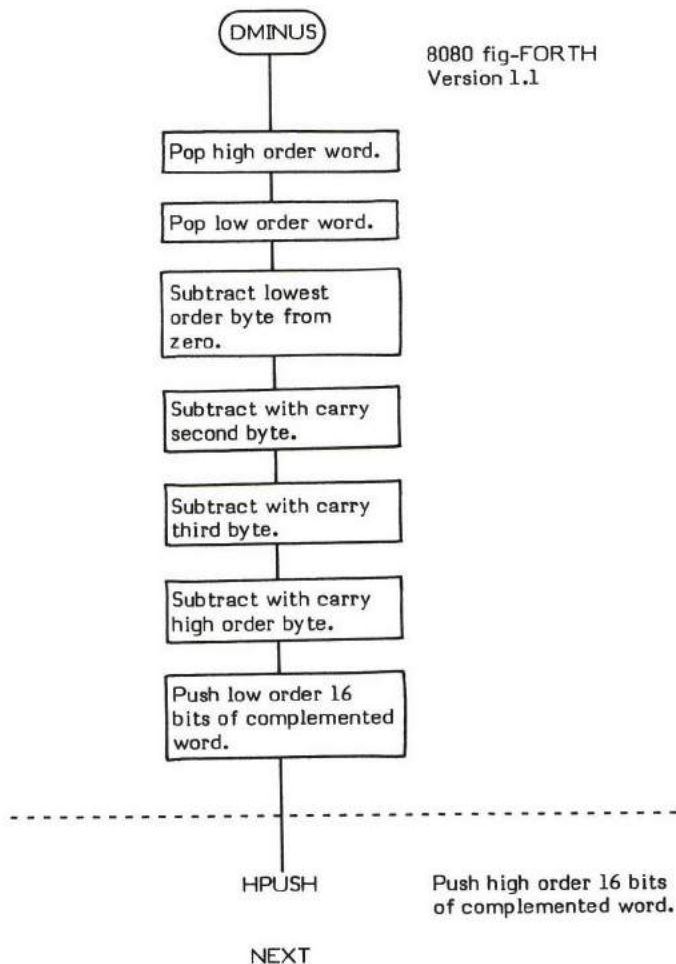 DMINUS
8080 fig-FORTH
Version 1.1
Pop high order word.
Pop low order word.
Subtract lowest
order byte from
zero.
Subtract with carry
second byte.
Subtract with carry
third byte.
Subtract with carry
high order byte.
Push low order 16
bits of complemented
word.
HPUSH
Push high order 16 bits
of complemented word.
NEXT